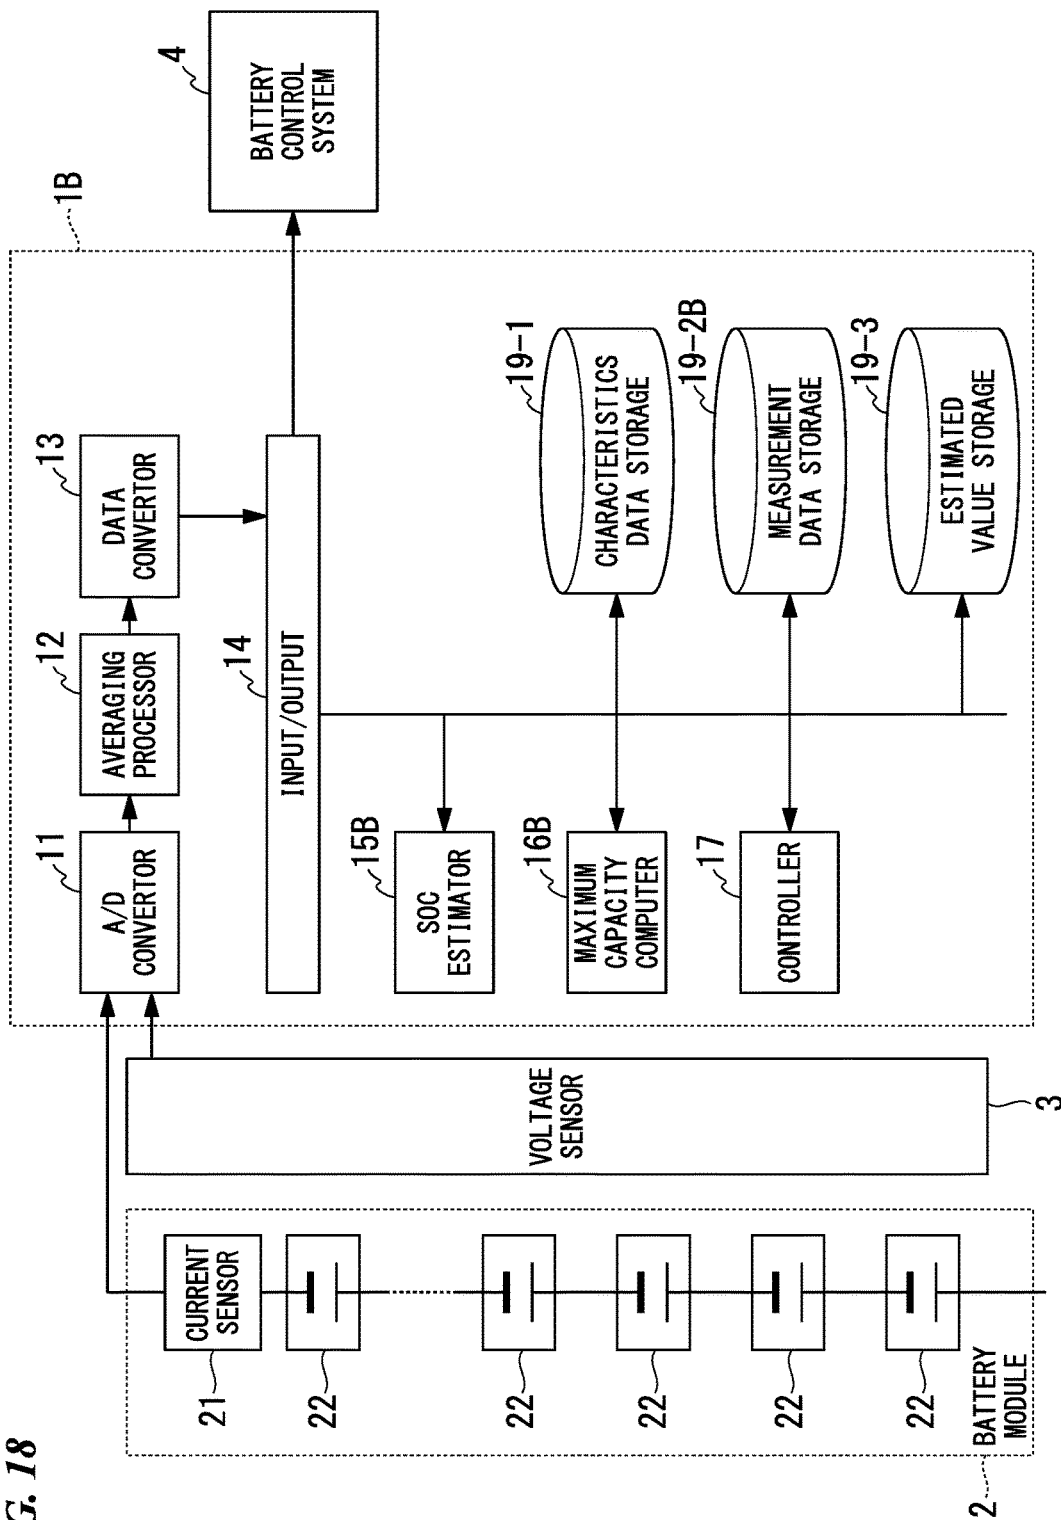 G. 18
1B
4
BATTERY
CONTROL
SYSTEM
11
A/D
CONVERTOR
12
AVERAGING
PROCESSOR
13
DATA
CONVERTOR
14
INPUT/OUTPUT
15B
SOC
ESTIMATOR
16B
MAXIMUM
CAPACITY
COMPUTER
17
CONTROLLER
19-1
CHARACTERISTICS
DATA STORAGE
19-2B
MEASUREMENT
DATA STORAGE
19-3
ESTIMATED
VALUE STORAGE
VOLTAGE
SENSOR
3
CURRENT
SENSOR
21
22
22
22
22
22
BATTERY
MODULE
2